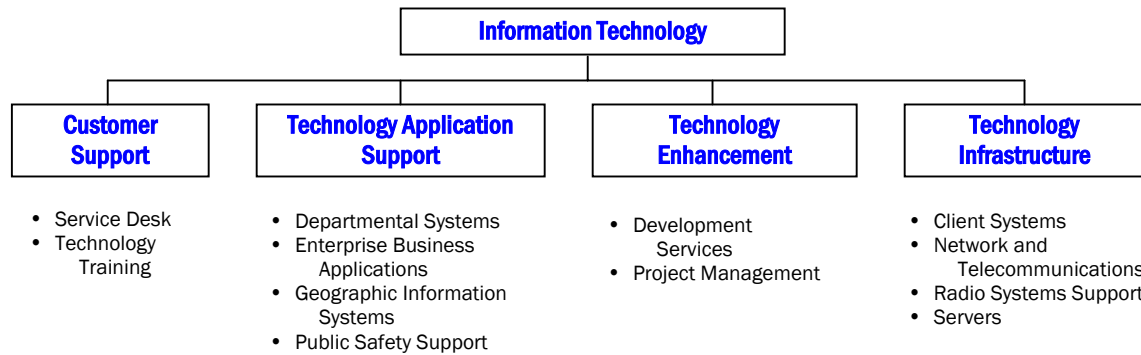 Information Technology
Customer
Support
• Service Desk
• Technology
Training
Technology Application
Support
• Departmental Systems
• Enterprise Business
Applications
• Geographic Information
Systems
• Public Safety Support
Technology
Enhancement
• Development
Services
• Project Management
Technology
Infrastructure
• Client Systems
• Network and
Telecommunications
• Radio Systems Support
• Servers